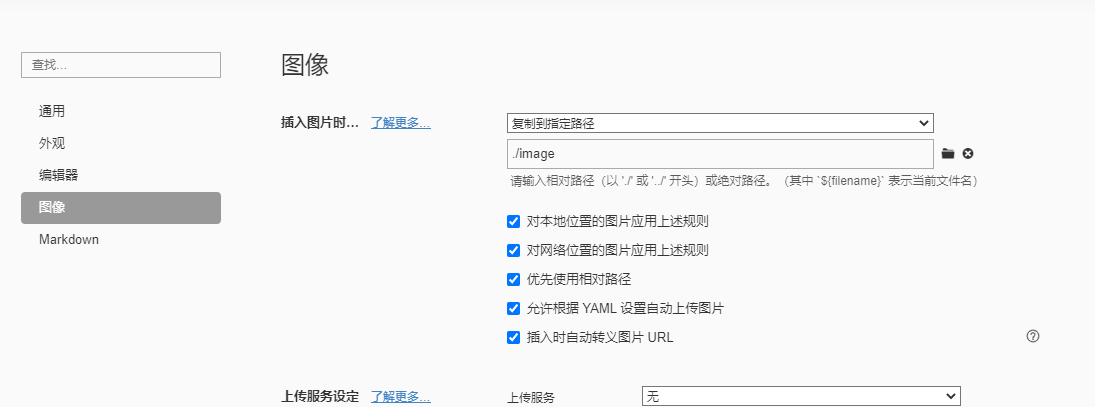 查找...
通用
外观
编辑器
图像
Markdown
图像
插入图片时... 了解更多...
复制到指定路径
./image
请输入相对路径（以 './' 或 '../' 开头）或绝对路径。（其中 `${filename}` 表示当前文件名）
对本地位置的图片应用上述规则
对网络位置的图片应用上述规则
优先使用相对路径
允许根据 YAML 设置自动上传图片
插入时自动转义图片 URL
上传服务设定 了解更多... 上传服务 无